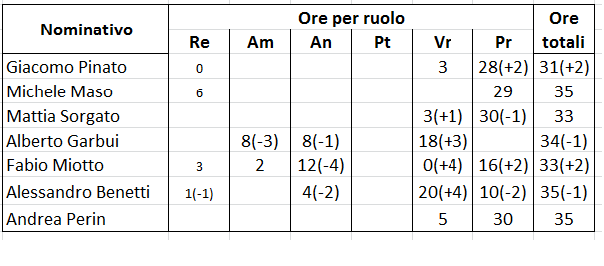 Nominativo Ore per ruolo Ore totali
Re Am An Pt Vr Pr
Giacomo Pinato 0 3 28(+2) 31(+2)
Michele Maso 6 29 35
Mattia Sorgato 3(+1) 30(-1) 33
Alberto Garbui 8(-3) 8(-1) 18(+3) 34(-1)
Fabio Miotto 3 2 12(-4) 0(+4) 16(+2) 33(+2)
Alessandro Benetti 1(-1) 4(-2) 20(+4) 10(-2) 35(-1)
Andrea Perin 5 30 35